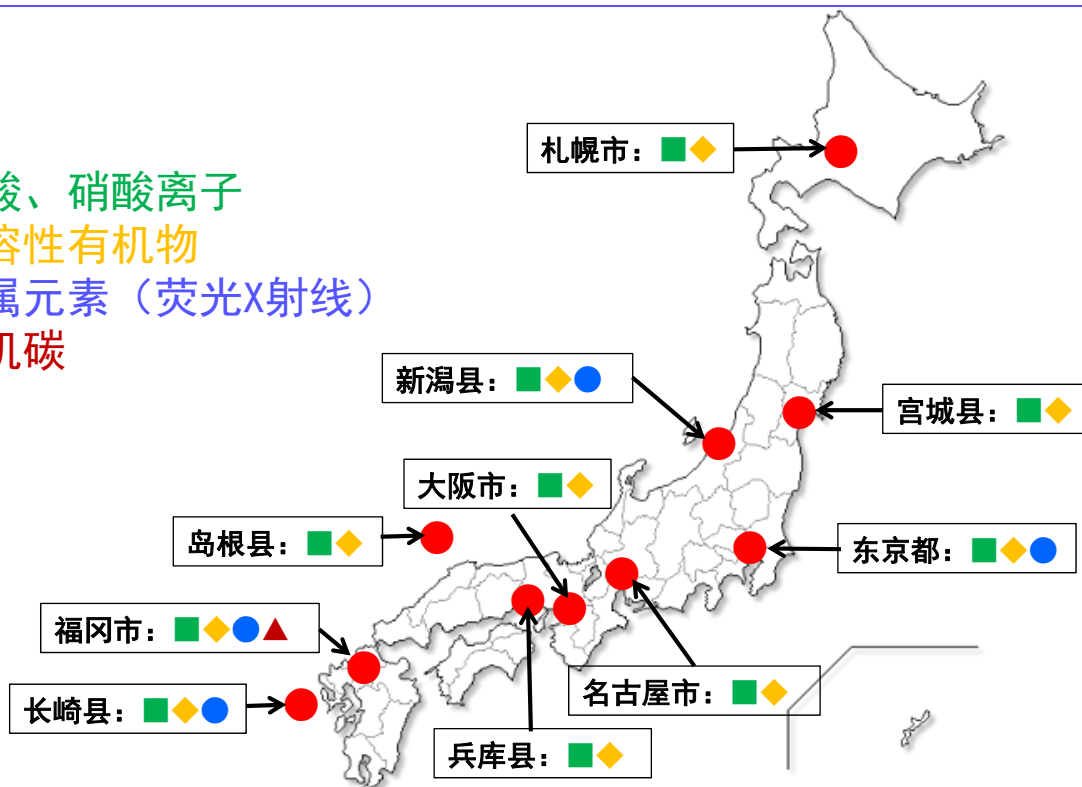 酸、硝酸离子
溶性有机物
属元素（荧光X射线）
机碳
札幌市：
新潟县：
宫城县：
大阪市：
岛根县：
东京都：
福冈市：
名古屋市：
长崎县：
兵库县：